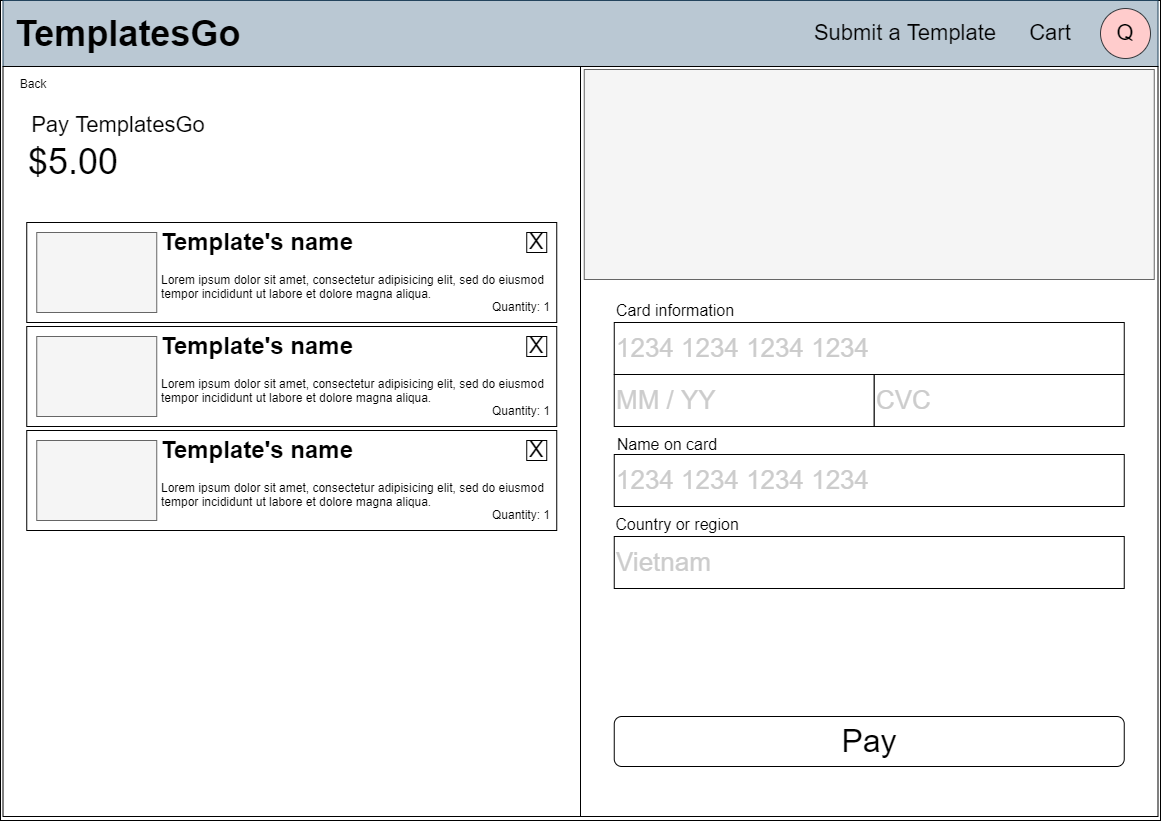 TemplatesGo
Submit a Template
Cart
Q
Back
Pay TemplatesGo
$5.00
Template's name
X
Lorem ipsum dolor sit amet, consectetur adipisicing elit, sed do eiusmod
tempor incididunt ut labore et dolore magna aliqua.
Quantity: 1
Template's name
X
Lorem ipsum dolor sit amet, consectetur adipisicing elit, sed do eiusmod
tempor incididunt ut labore et dolore magna aliqua.
Quantity: 1
Template's name
X
Lorem ipsum dolor sit amet, consectetur adipisicing elit, sed do eiusmod
tempor incididunt ut labore et dolore magna aliqua.
Quantity: 1
Card information
1234 1234 1234 1234
MM / YY
CVC
Name on card
1234 1234 1234 1234
Country or region
Vietnam
Pay